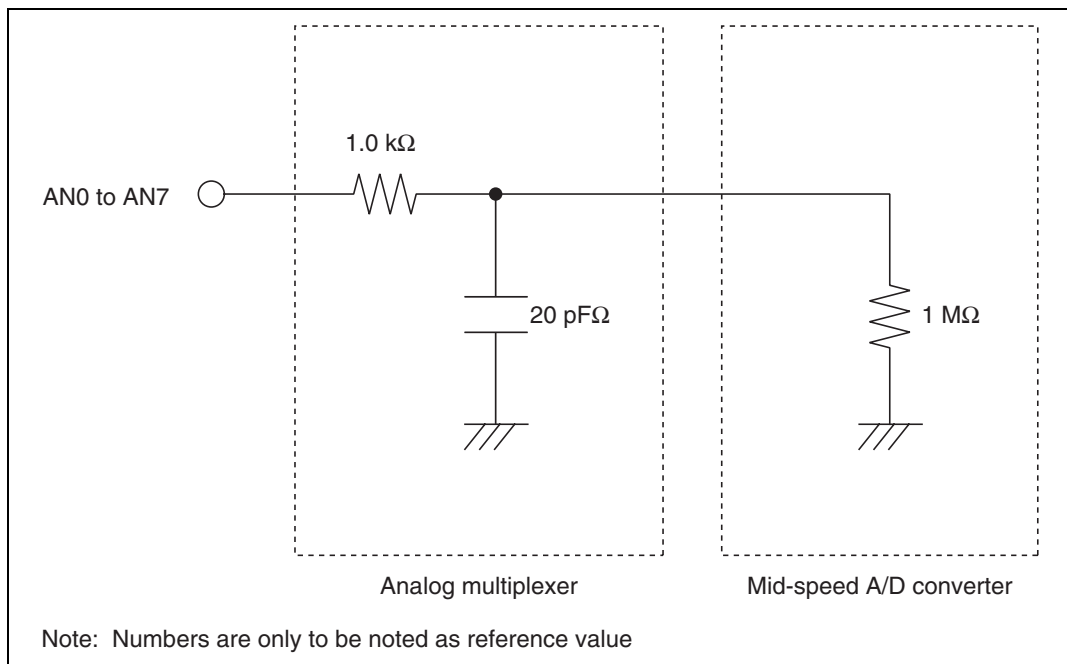 1.0 kΩ
AN0 to AN7
20 pFΩ
1 MΩ
Analog multiplexer
Mid-speed A/D converter
Note: Numbers are only to be noted as reference value